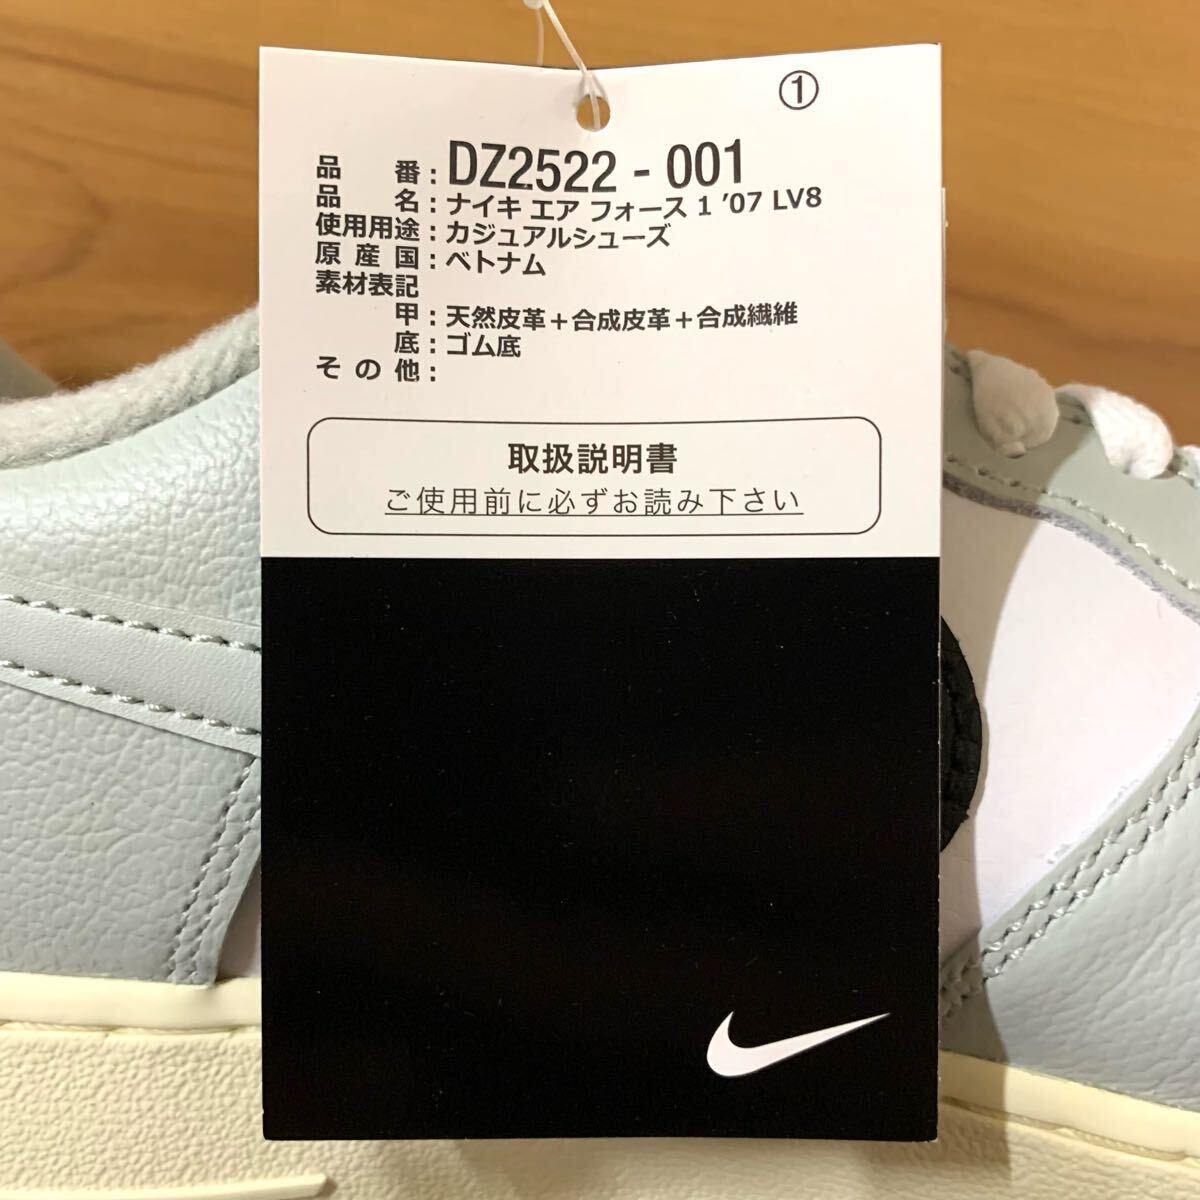 ①
品番：DZ2522 - 001
品名：ナイキ エア フォース 1 ’07 LV8
使用用途：カジュアルシューズ
原産国：ベトナム
素材表記
甲：天然皮革＋合成皮革＋合成繊維
底：ゴム底
その他：
取扱説明書
ご使用前に必ずお読み下さい